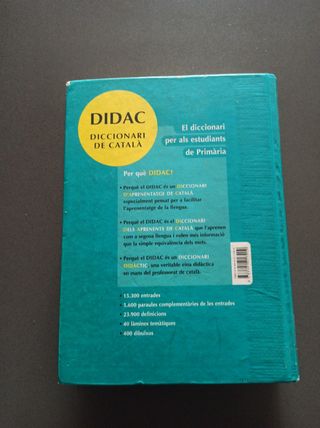 DIDAC
DICCIONARI
DE CATALÀ
El diccionari
per als estudiants
de Primària
Per què DIDAC?
• Perquè el DIDAC és un DICCIONARI
D'APRENENTATGE DE CATALÀ
especialment pensat per a facilitar
l'aprenentatge de la llengua.
• Perquè el DIDAC és el DICCIONARI
DELS APRENENTS DE CATALÀ que l'aprenen
com a segona llengua i volen més informació
que la simple equivalència dels mots.
• Perquè el DIDAC és un DICCIONARI
DIDÀCTIC, una veritable eina didàctica
en mans del professorat de català.
• 15.300 entrades
• 1.600 paraules complementàries de les entrades
• 23.900 definicions
• 40 làmines temàtiques
• 400 dibuixos